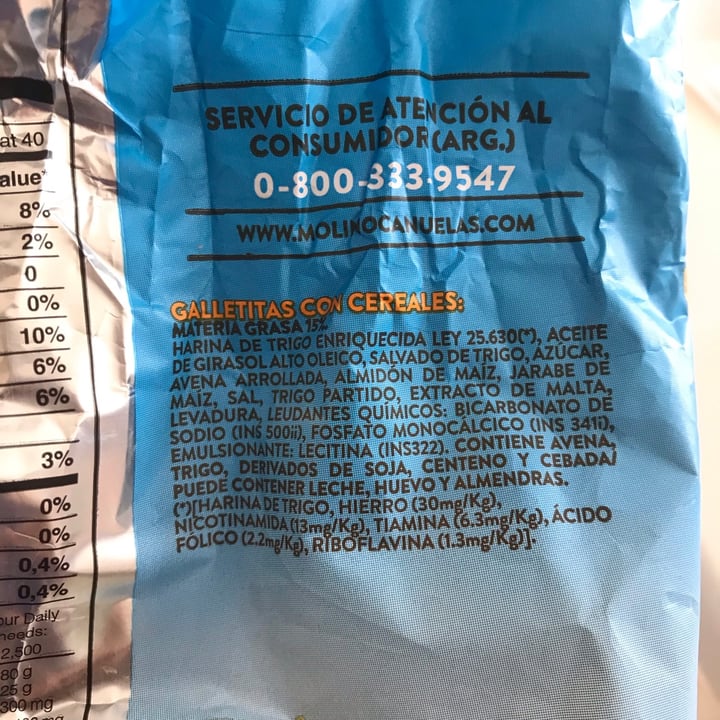 at 40
alue*
8%
2%
0
0%
10%
6%
6%
3%
0%
0%
0,4%
0,4%
our Daily
needs:
2,500
80 g
25 g
300 mg
SERVICIO DE ATENCIÓN AL
CONSUMIDOR (ARG.)
0-800-333-9547
WWW.MOLINOCANUELAS.COM
GALLETITAS CON CEREALES:
MATERIA GRASA 15%
HARINA DE TRIGO ENRIQUECIDA LEY 25.630(*), ACEITE
DE GIRASOL ALTO OLEICO, SALVADO DE TRIGO, AZÚCAR,
AVENA ARROLLADA, ALMIDÓN DE MAÍZ, JARABE DE
MAÍZ, SAL, TRIGO PARTIDO, EXTRACTO DE MALTA,
LEVADURA, LEUDANTES QUÍMICOS: BICARBONATO DE
SODIO (INS 500ii), FOSFATO MONOCÁLCICO (INS 341i),
EMULSIONANTE: LECITINA (INS322). CONTIENE AVENA,
TRIGO, DERIVADOS DE SOJA, CENTENO Y CEBADA/
PUEDE CONTENER LECHE, HUEVO Y ALMENDRAS.
(*)[HARINA DE TRIGO, HIERRO (30mg/Kg),
NICOTINAMIDA (13mg/Kg), TIAMINA (6.3mg/Kg), ÁCIDO
FÓLICO (2.2mg/Kg), RIBOFLAVINA (1.3mg/Kg)].